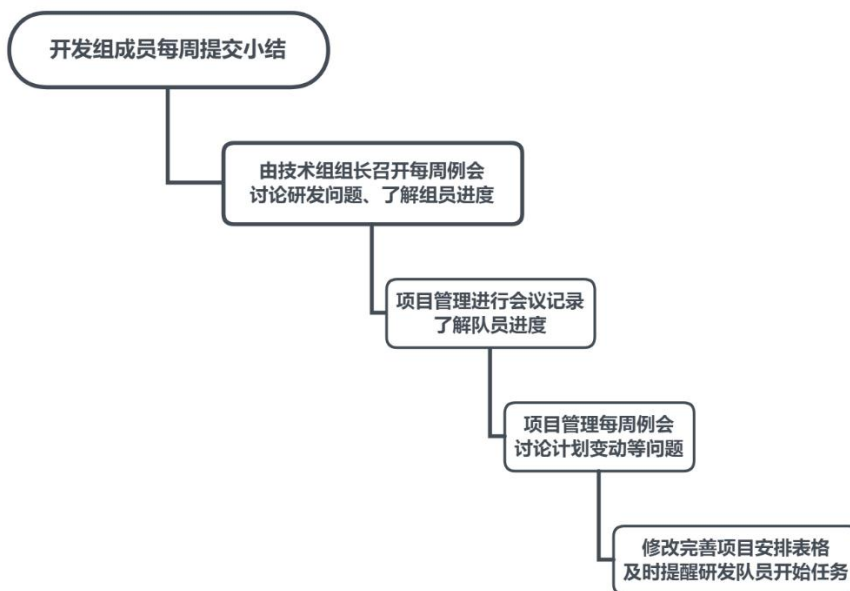 开发组成员每周提交小结
由技术组组长召开每周例会
讨论研发问题、了解组员进度
项目管理进行会议记录
了解队员进度
项目管理每周例会
讨论计划变动等问题
修改完善项目安排表格
及时提醒研发队员开始任务